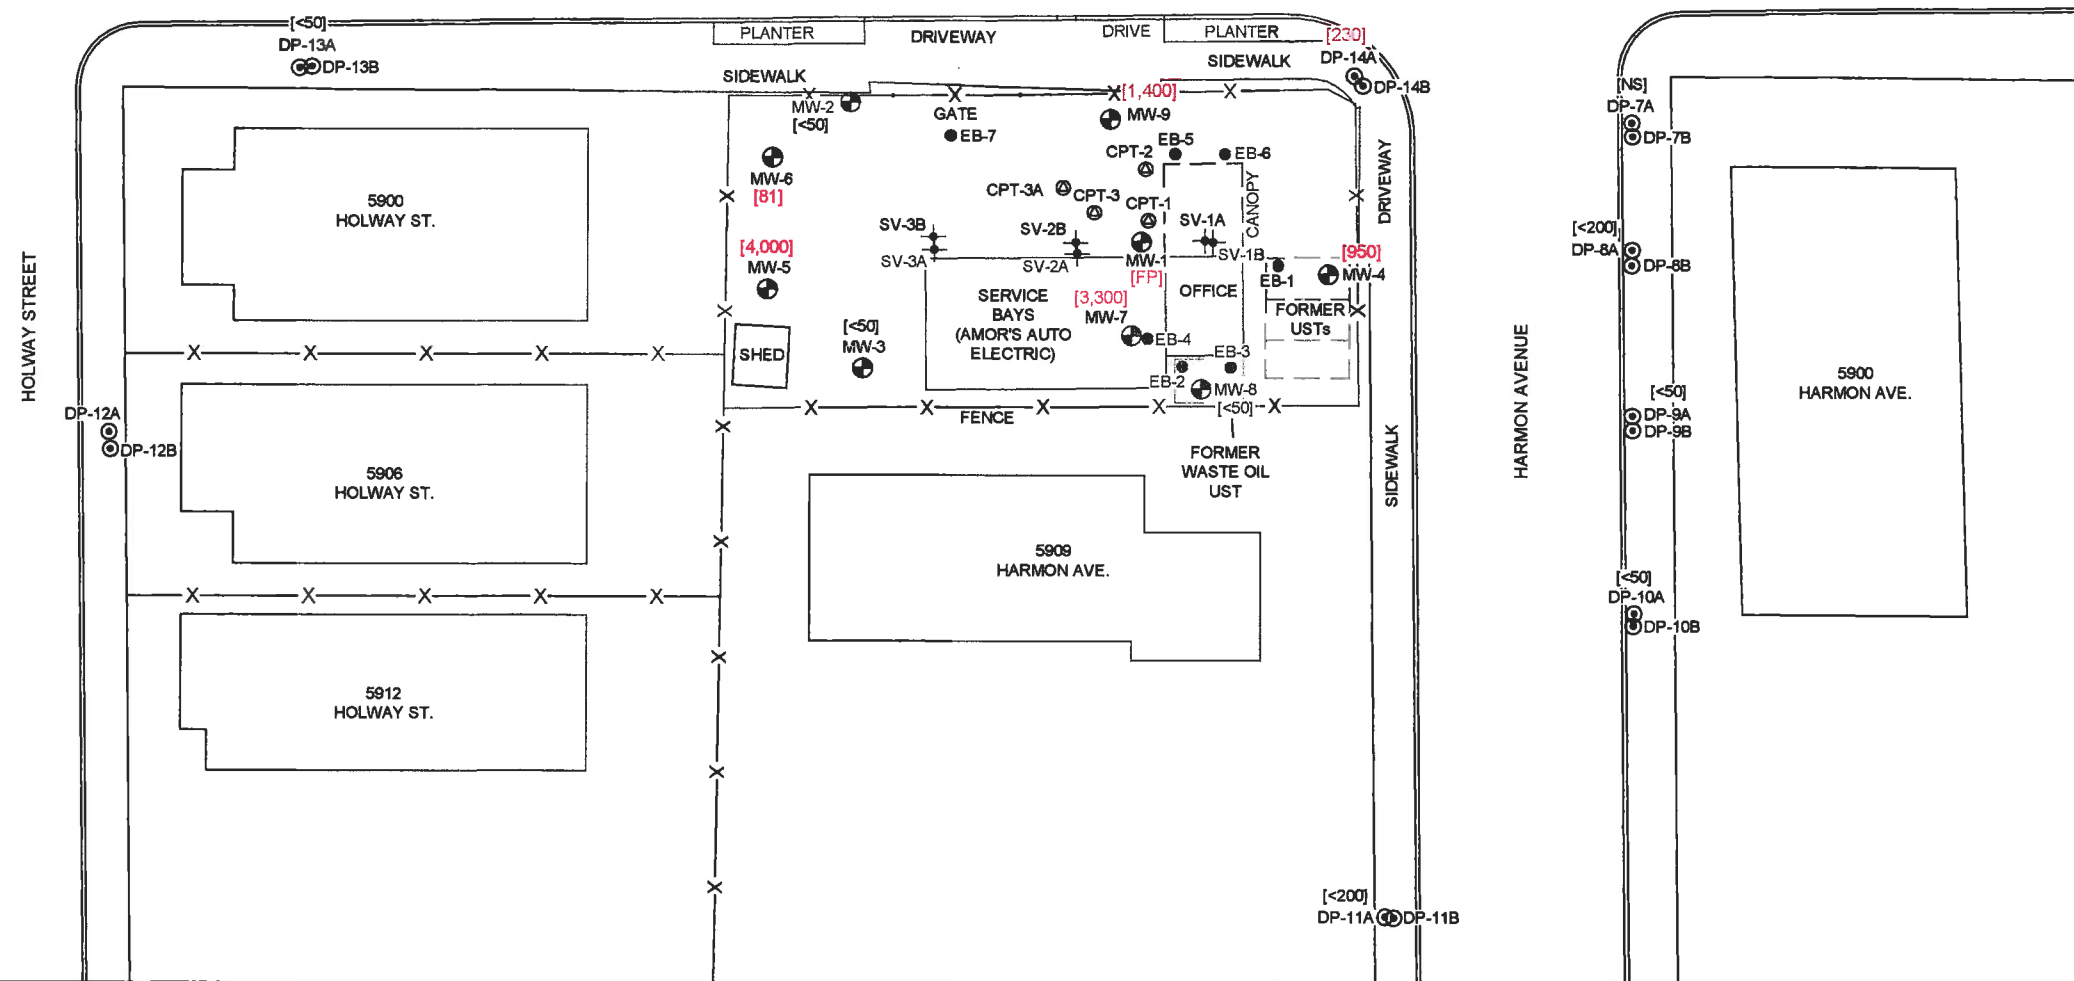 [<50]
DP-13A
DP-13B
PLANTER
DRIVEWAY
DRIVE
PLANTER
[230]
DP-14A
DP-14B
SIDEWALK
SIDEWALK
MW-2
[<50]
GATE
EB-7
[1,400]
MW-9
[NS]
DP-7A
DP-7B
MW-6
[81]
CPT-2
EB-5
EB-6
CPT-3A
CPT-3
CPT-1
CANOPY
DRIVEWAY
5900
HOLWAY ST.
SV-3B
SV-3A
SV-2B
SV-2A
SV-1A
SV-1B
MW-1
[FP]
[<200]
DP-8A
DP-8B
[4,000]
MW-5
[950]
MW-4
EB-1
OFFICE
SERVICE
BAYS
(AMOR'S AUTO
ELECTRIC)
[3,300]
MW-7
EB-4
FORMER
USTs
HOLWAY STREET
SHED
[<50]
MW-3
EB-3
EB-2
MW-8
[<50]
FENCE
HARMON AVENUE
5900
HARMON AVE.
[<50]
DP-9A
DP-9B
DP-12A
DP-12B
5906
HOLWAY ST.
FORMER
WASTE OIL
UST
SIDEWALK
5909
HARMON AVE.
[<50]
DP-10A
DP-10B
5912
HOLWAY ST.
[<200]
DP-11A
DP-11B